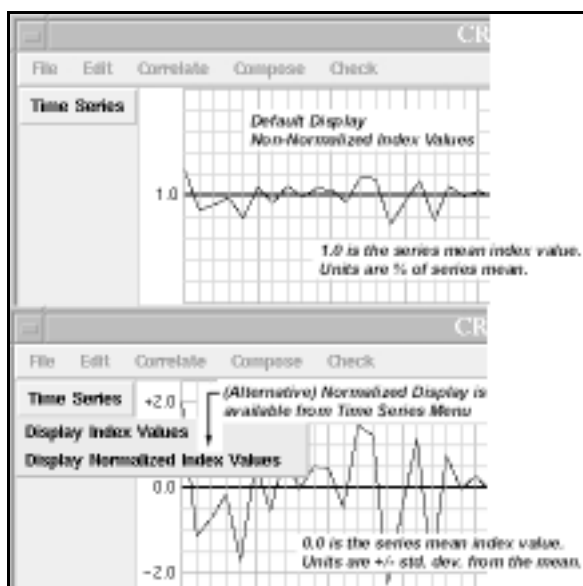 CR
File Edit Correlate Compose Check
Time Series
Default Display
Non-Normalized Index Values
1.0
1.0 is the series mean index value.
Units are % of series mean.
CR
File Edit Correlate Compose Check
Time Series
+2.0
(Alternative) Normalized Display is
available from Time Series Menu
Display Index Values
Display Normalized Index Values
0.0
0.0 is the series mean index value.
Units are +/- std. dev. from the mean
-2.0